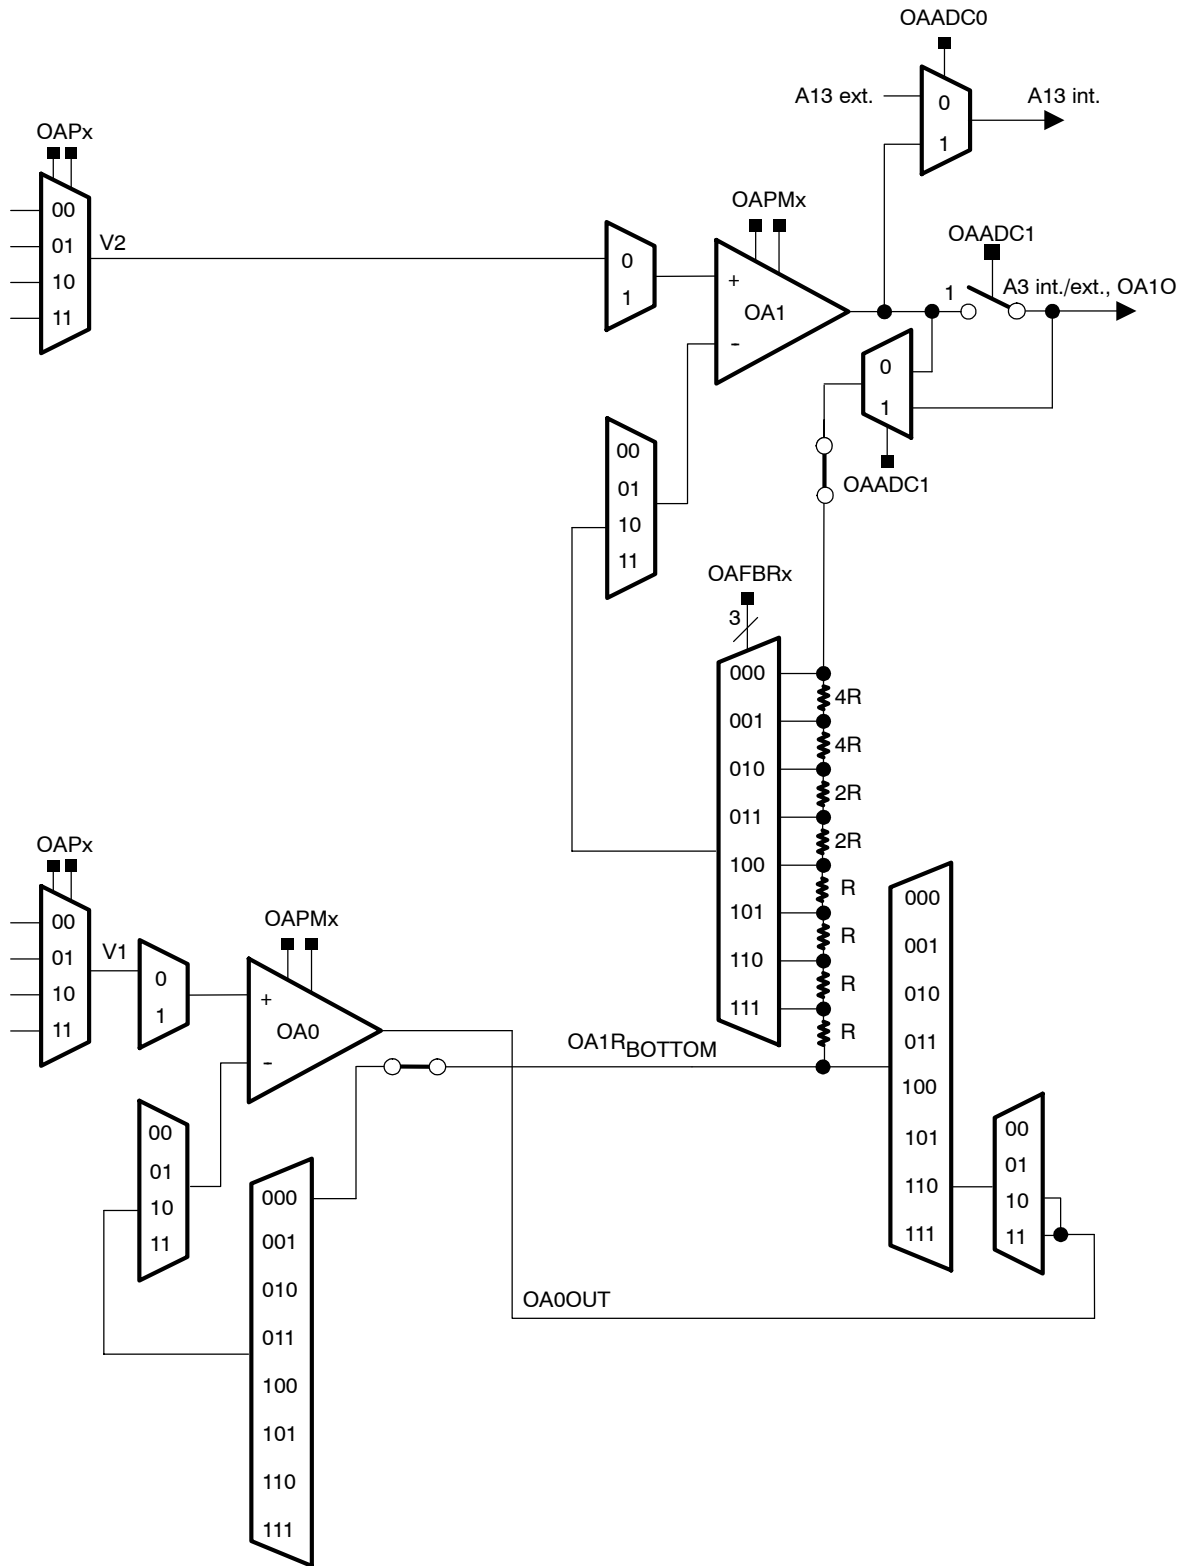 OAADC0
A13 ext.
0
1
A13 int.
OAPx
00
01
10
11
V2
0
1
OAPMx
+
OA1
-
OAADC1
1
A3 int./ext., OA1O
0
1
OAADC1
00
01
10
11
OAFBRx
3
000
001
010
011
100
101
110
111
4R
4R
2R
2R
R
R
R
R
OAPx
00
01
10
11
V1
0
1
OAPMx
+
OA0
-
OA1RBOTTOM
000
001
010
011
100
101
110
111
00
01
10
11
00
01
10
11
000
001
010
011
100
101
110
111
OA0OUT